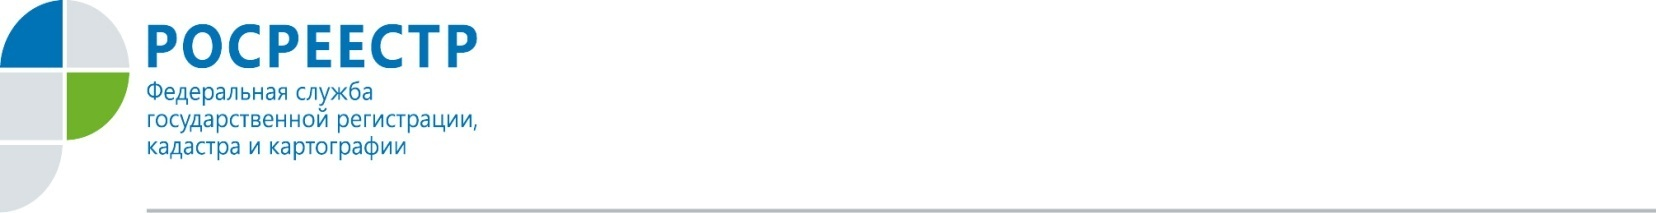 РОСРЕЕСТР
Федеральная служба
государственной регистрации,
кадастра и картографии